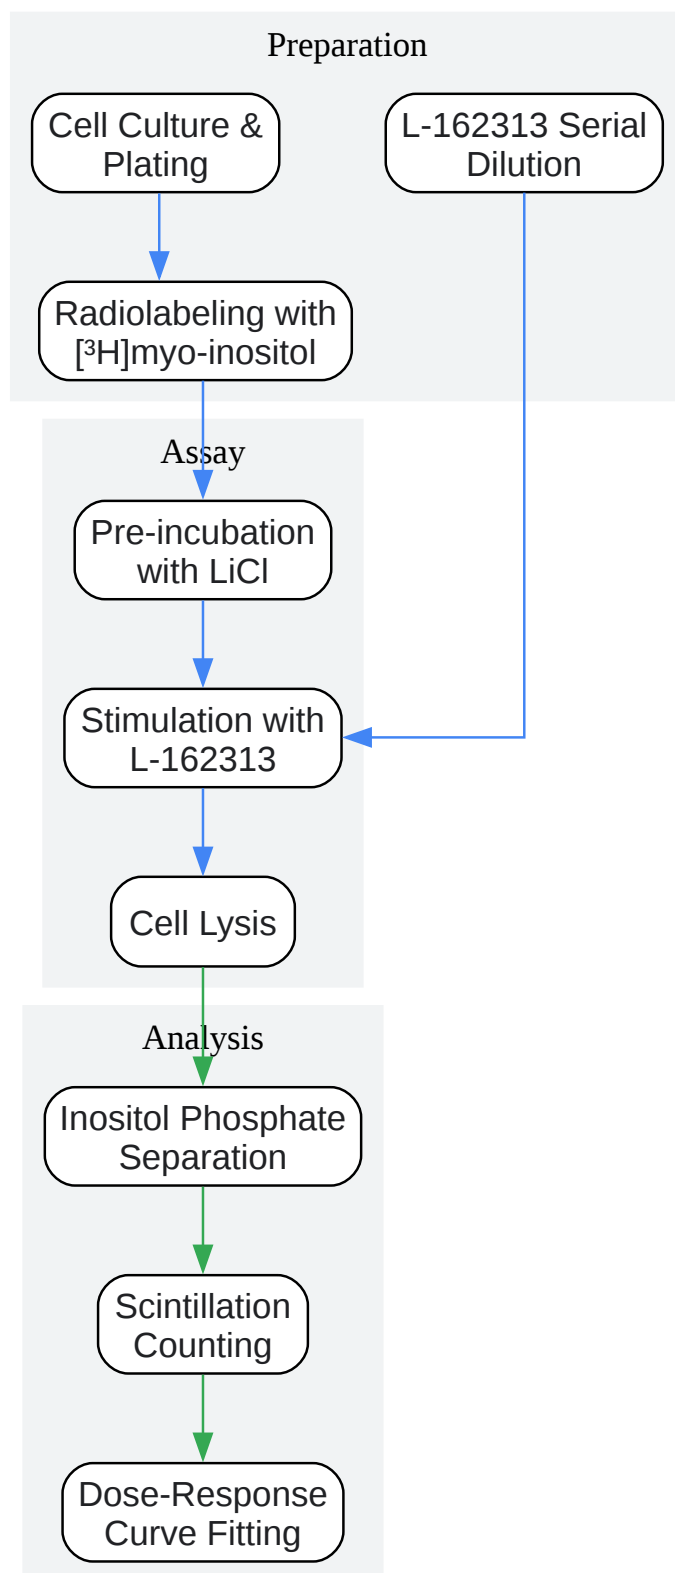 Preparation
Cell Culture &
Plating
L-162313 Serial
Dilution
Radiolabeling with
[³H]myo-inositol
Assay
Pre-incubation
with LiCl
Stimulation with
L-162313
Cell Lysis
Analysis
Inositol Phosphate
Separation
Scintillation
Counting
Dose-Response
Curve Fitting